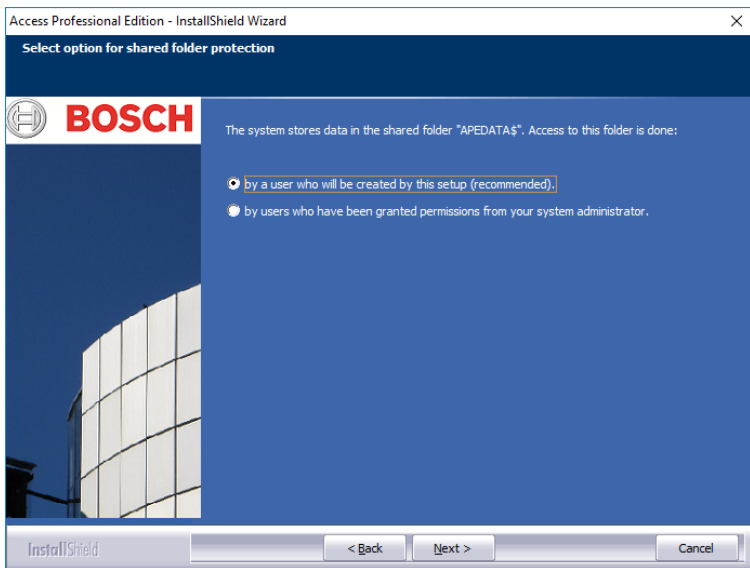 Access Professional Edition - InstallShield Wizard
Select option for shared folder protection
BOSCH
The system stores data in the shared folder "APEDATA$". Access to this folder is done:
by a user who will be created by this setup (recommended).
by users who have been granted permissions from your system administrator.
InstallShield
< Back
Next >
Cancel